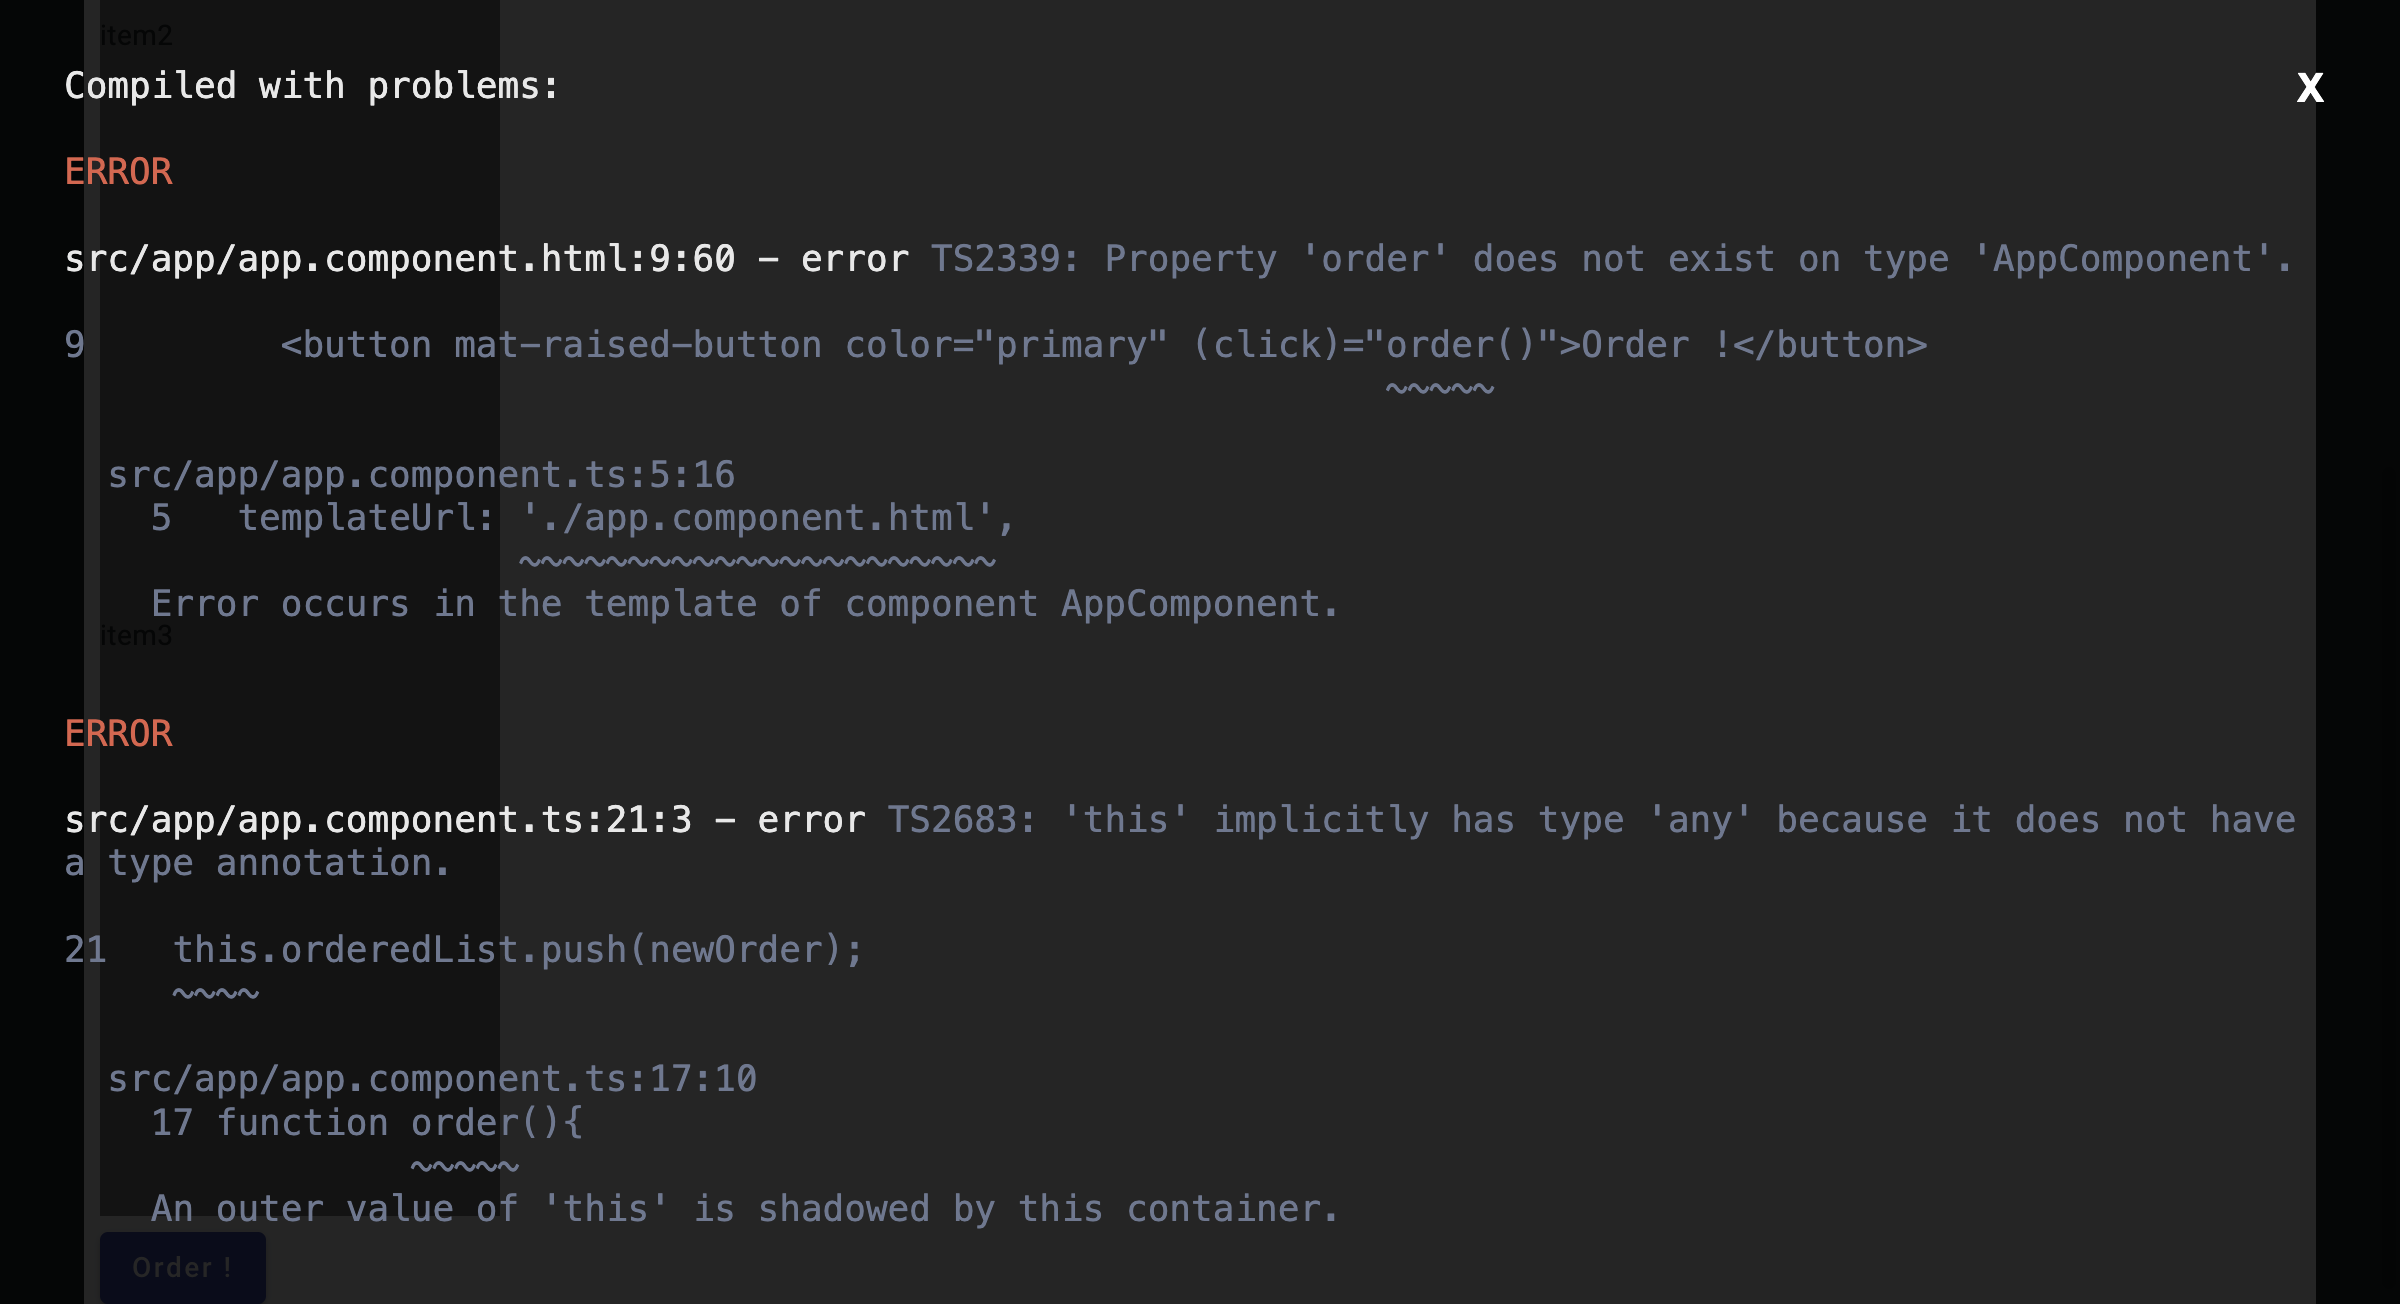 item2
Compiled with problems:
X
ERROR
src/app/app.component.html:9:60 - error TS2339: Property 'order' does not exist on type 'AppComponent'.
9         <button mat-raised-button color="primary" (click)="order()">Order !</button>
~~~~~
src/app/app.component.ts:5:16
5   templateUrl: './app.component.html',
~~~~~~~~~~~~~~~~~~~~~~
Error occurs in the template of component AppComponent.
item3
ERROR
src/app/app.component.ts:21:3 - error TS2683: 'this' implicitly has type 'any' because it does not have
a type annotation.
21   this.orderedList.push(newOrder);
~~~~
src/app/app.component.ts:17:10
17 function order(){
~~~~~
An outer value of 'this' is shadowed by this container.
Order !